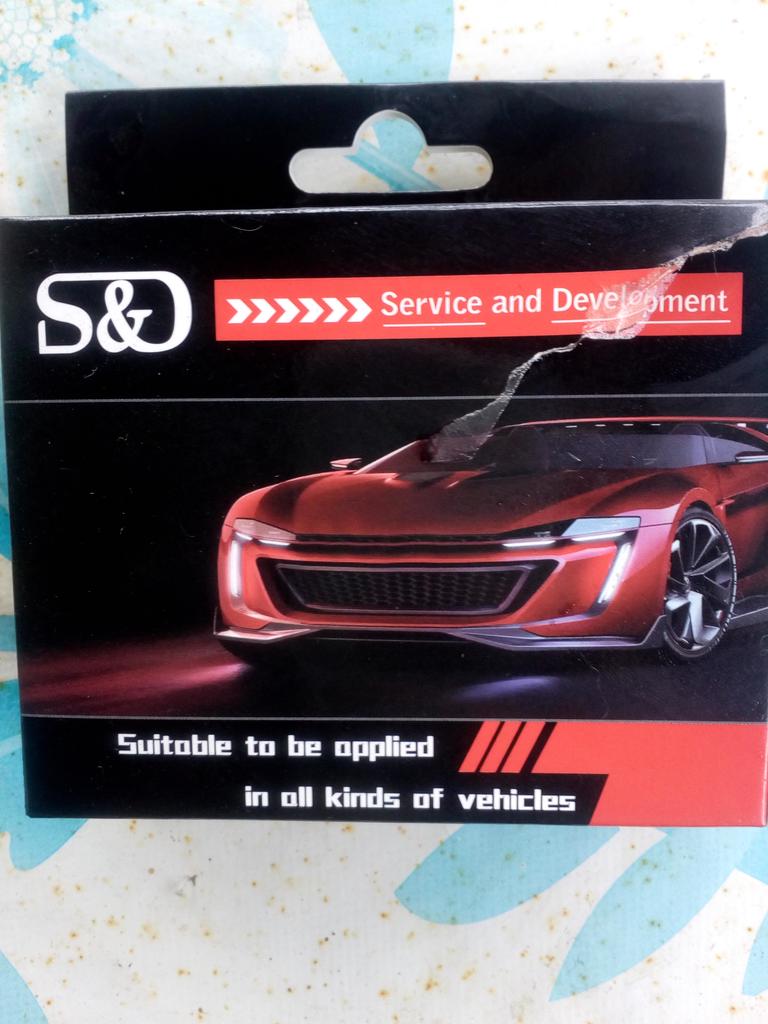 S&D
Service and Development
Suitable to be applied
in all kinds of vehicles